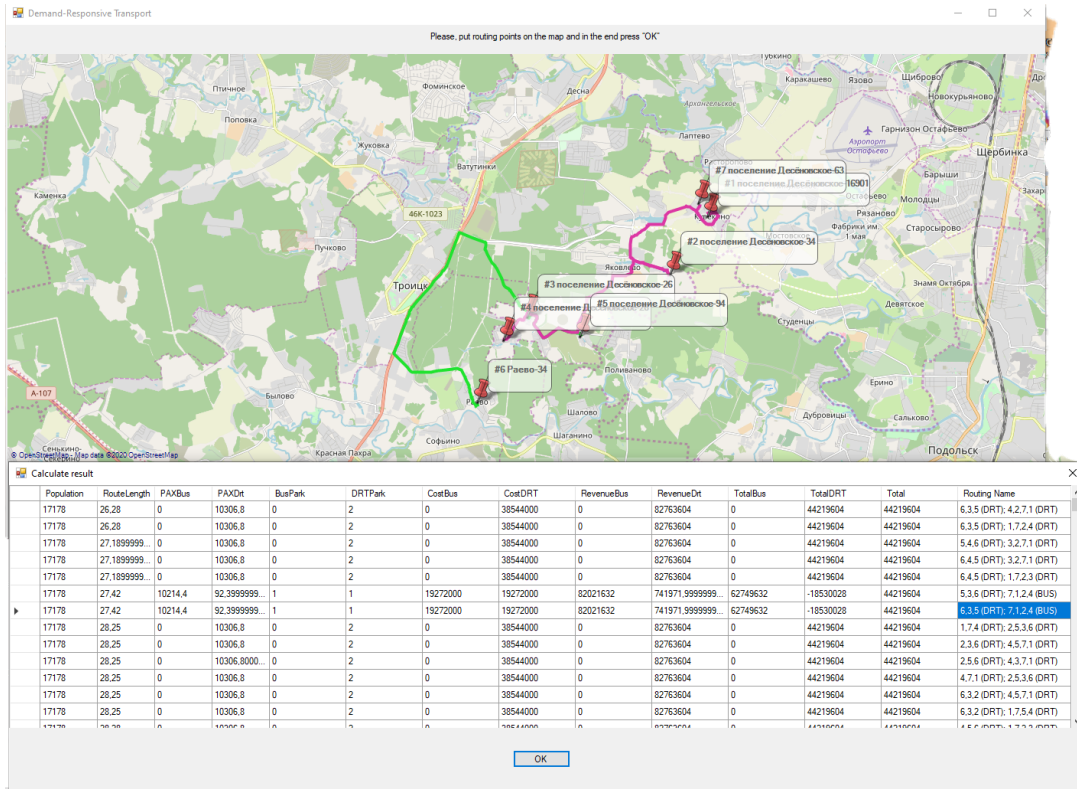 Demand-Responsive Transport
Please, put routing points on the map and in the end press "OK"
Птичное
Фоминское
Десна
Губкино
Каракашево
Язово
Щиброво
Новокурьяново
Поповка
Архангельское
Жуковка
Лаптево
Гарнизон Остафьево
Аэропорт
Остафьево
Щербинка
Ватутинки
#7 поселение Десёновское-63
#1 поселение Десёновское-16901
Барыши
Каменка
Молодцы
Рязаново
46К-1023
Фабрики им.
1 мая
Старосырово
Пучково
#2 поселение Десёновское-34
Мостовское
Яковлево
Троицк
#3 поселение Десёновское-26
Знамя Октября
#4 поселение Д
#5 поселение Десёновское-94
Девятское
Студенцы
#6 Раево-34
Поливаново
А-107
Былово
Ерино
Раево
Шалово
Дубровицы
Сальково
Софьино
Шаганино
Красная Пахра
Подольск
Сенькино-
Секерино
© OpenStreetMap - Map data ©2020 OpenStreetMap
Calculate result
Population RouteLength PAXBus PAXDrt BusPark DRTPark CostBus CostDRT RevenueBus RevenueDrt TotalBus TotalDRT Total Routing Name
17178 26,28 0 10306,8 0 2 0 38544000 0 82763604 0 44219604 44219604 6,3,5 (DRT); 4,2,7,1 (DRT)
17178 26,28 0 10306,8 0 2 0 38544000 0 82763604 0 44219604 44219604 6,3,5 (DRT); 1,7,2,4 (DRT)
17178 27,1899999... 0 10306,8 0 2 0 38544000 0 82763604 0 44219604 44219604 5,4,6 (DRT); 3,2,7,1 (DRT)
17178 27,1899999... 0 10306,8 0 2 0 38544000 0 82763604 0 44219604 44219604 6,4,5 (DRT); 3,2,7,1 (DRT)
17178 27,1899999... 0 10306,8 0 2 0 38544000 0 82763604 0 44219604 44219604 6,4,5 (DRT); 1,7,2,3 (DRT)
17178 27,42 10214,4 92,3999999... 1 1 19272000 19272000 82021632 741971,9999999... 62749632 -18530028 44219604 5,3,6 (DRT); 7,1,2,4 (BUS)
17178 27,42 10214,4 92,3999999... 1 1 19272000 19272000 82021632 741971,9999999... 62749632 -18530028 44219604 6,3,5 (DRT); 7,1,2,4 (BUS)
17178 28,25 0 10306,8 0 2 0 38544000 0 82763604 0 44219604 44219604 1,7,4 (DRT); 2,5,3,6 (DRT)
17178 28,25 0 10306,8 0 2 0 38544000 0 82763604 0 44219604 44219604 2,3,6 (DRT); 4,5,7,1 (DRT)
17178 28,25 0 10306,8000... 0 2 0 38544000 0 82763604 0 44219604 44219604 2,5,6 (DRT); 4,3,7,1 (DRT)
17178 28,25 0 10306,8 0 2 0 38544000 0 82763604 0 44219604 44219604 4,7,1 (DRT); 2,5,3,6 (DRT)
17178 28,25 0 10306,8 0 2 0 38544000 0 82763604 0 44219604 44219604 6,3,2 (DRT); 4,5,7,1 (DRT)
17178 28,25 0 10306,8 0 2 0 38544000 0 82763604 0 44219604 44219604 6,3,2 (DRT); 1,7,5,4 (DRT)
OK